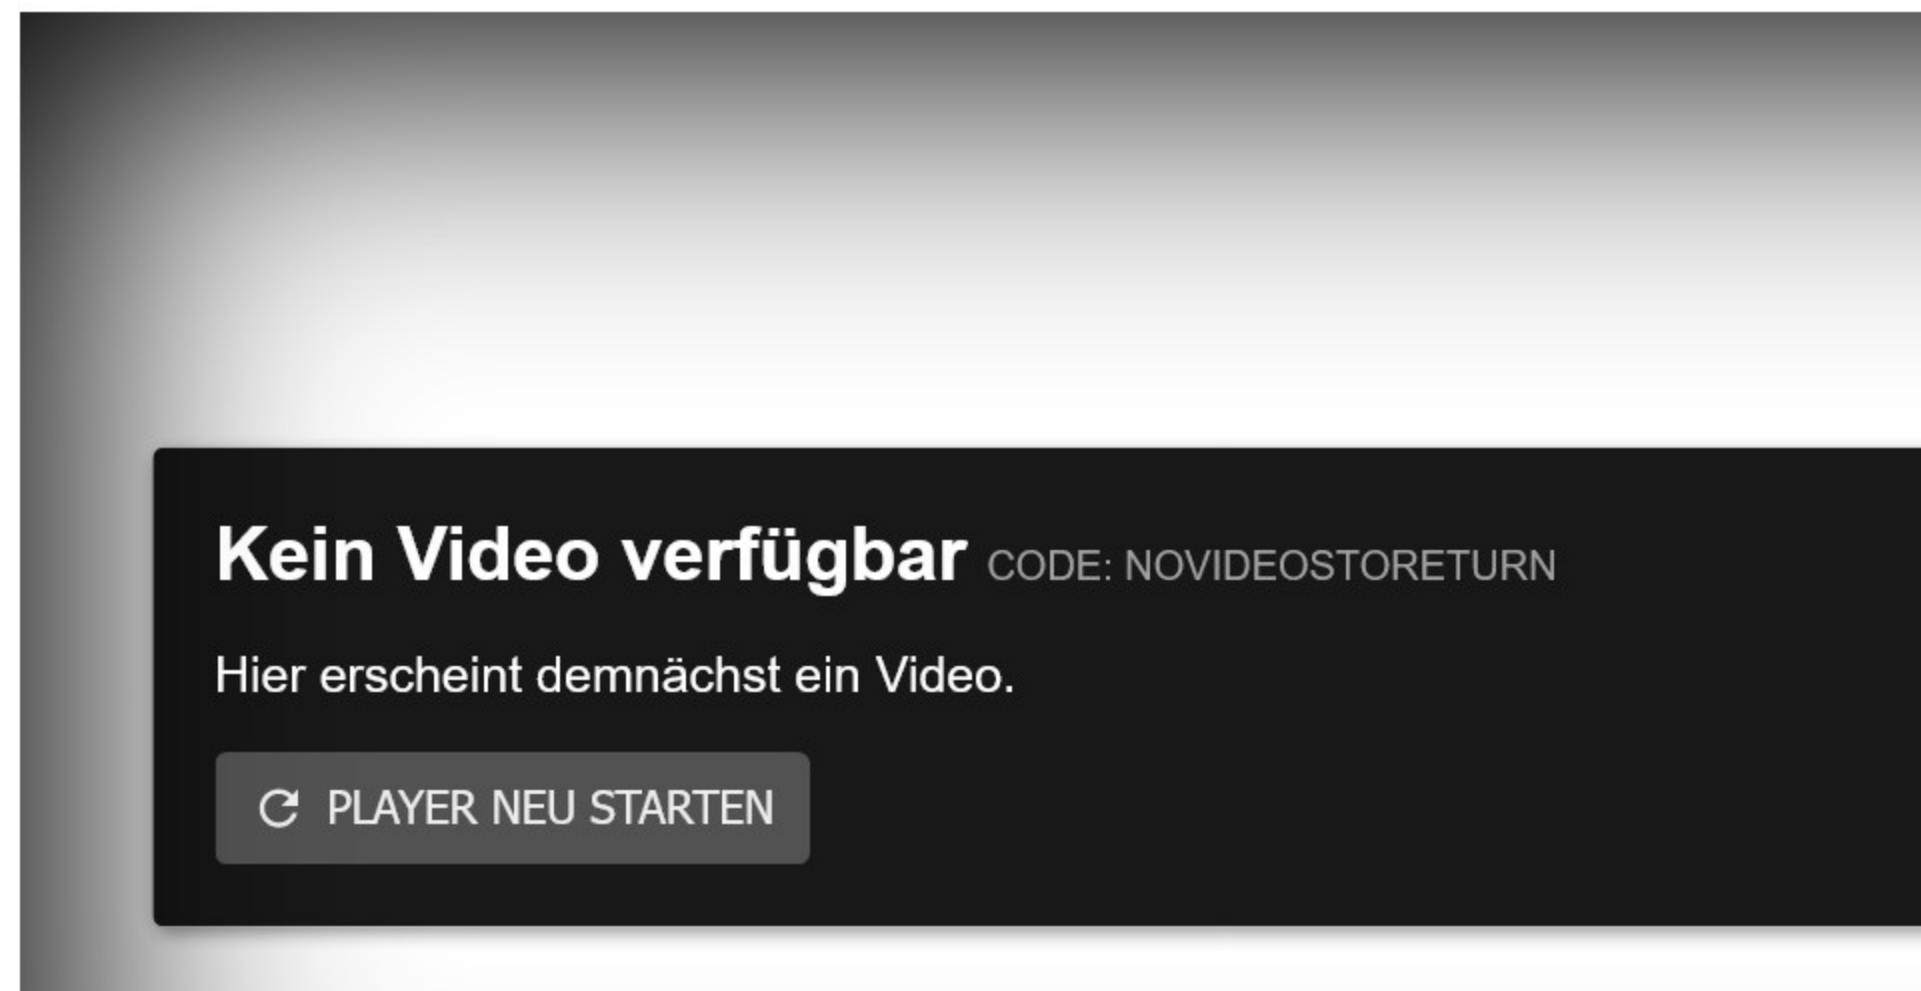 Kein Video verfügbar CODE: NOVIDEOSTORETURN
Hier erscheint demnächst ein Video.
PLAYER NEU STARTEN